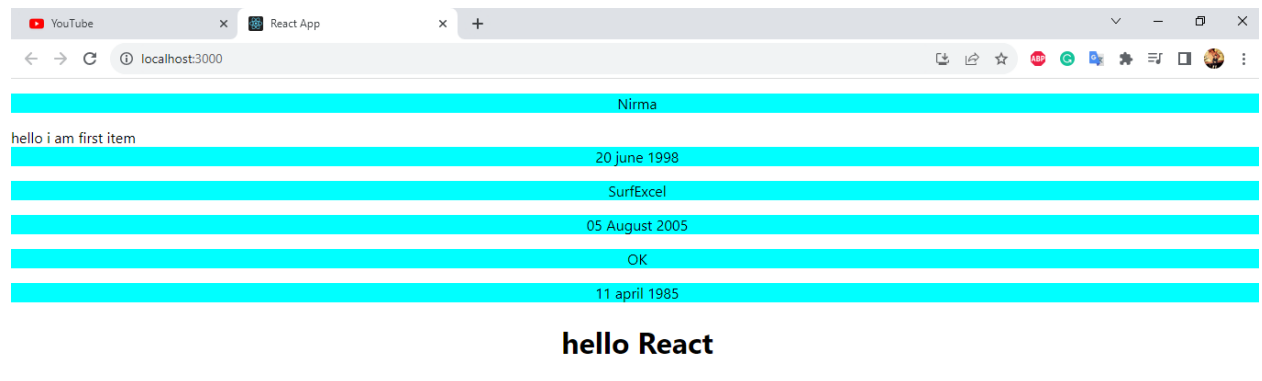 YouTube React App
localhost:3000 ABP G
Nirma
hello i am first item
20 june 1998
SurfExcel
05 August 2005
OK
11 april 1985
hello React